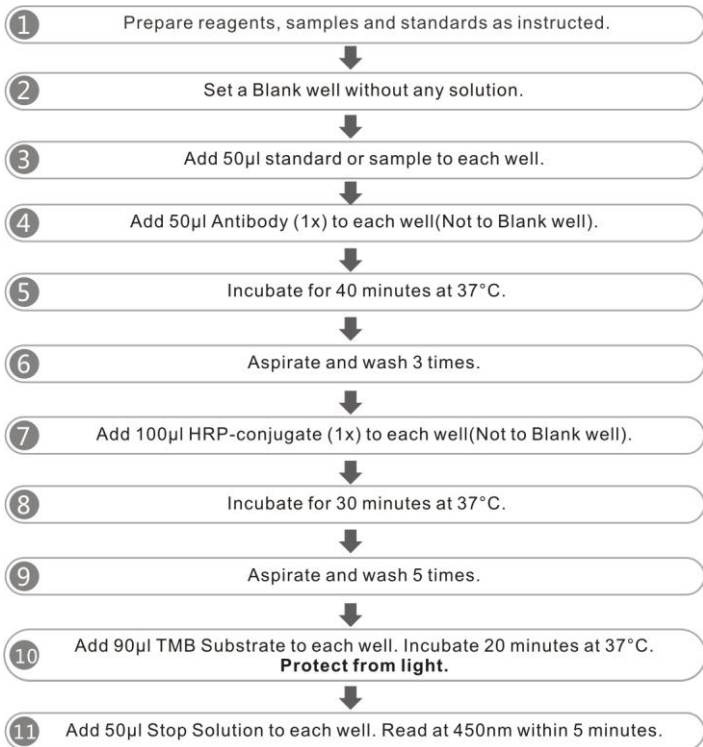 1 Prepare reagents, samples and standards as instructed.
2 Set a Blank well without any solution.
3 Add 50µl standard or sample to each well.
4 Add 50µl Antibody (1x) to each well(Not to Blank well).
5 Incubate for 40 minutes at 37°C.
6 Aspirate and wash 3 times.
7 Add 100µl HRP-conjugate (1x) to each well(Not to Blank well).
8 Incubate for 30 minutes at 37°C.
9 Aspirate and wash 5 times.
10 Add 90µl TMB Substrate to each well. Incubate 20 minutes at 37°C.
Protect from light.
11 Add 50µl Stop Solution to each well. Read at 450nm within 5 minutes.